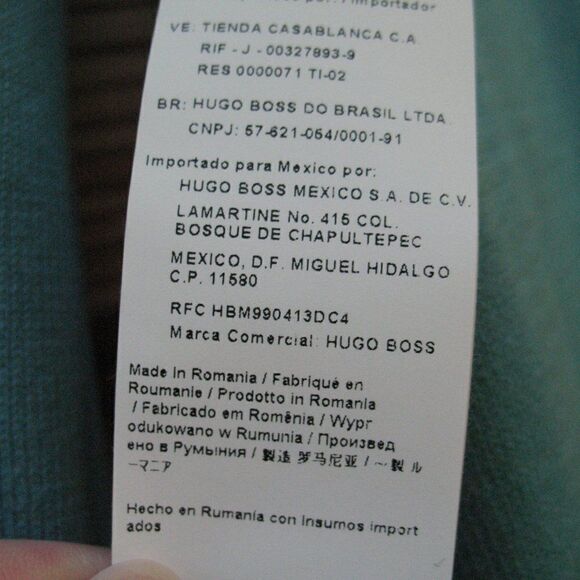 por: / Importador
VE: TIENDA CASABLANCA C.A.
RIF - J - 00327893-9
RES 0000071 TI-02
BR: HUGO BOSS DO BRASIL LTDA.
CNPJ: 57-621-054/0001-91
Importado para Mexico por:
HUGO BOSS MEXICO S.A. DE C.V.
LAMARTINE No. 415 COL.
BOSQUE DE CHAPULTEPEC
MEXICO, D.F. MIGUEL HIDALGO
C.P. 11580
RFC HBM990413DC4
Marca Comercial: HUGO BOSS
Made in Romania / Fabriqué en
Roumanie / Prodotto in Romania
/ Fabricado em Romênia / Wypr
odukowano w Rumunia / Произвед
ено в Румыния / 製造 罗马尼亚 / ～製 ル
ーマニア
Hecho en Rumanía con Insumos import
ados